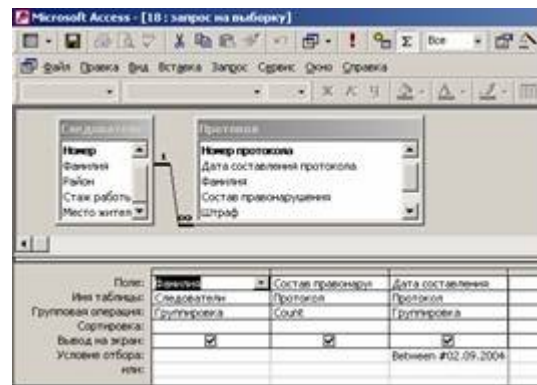 Microsoft Access - [18 : запрос на выборку]
Все
Файл Правка Вид Вставка Запрос Сервис Окно Справка
Ж К Ч
Следователи
Номер
Фамилия
Район
Стаж работь
Место жител
1
∞
Протокол
Номер протокола
Дата составления протокола
Фамилия
Состав правонарушения
Штраф
Поле: Фамилия Состав правонаруш Дата составления
Имя таблицы: Следователи Протокол Протокол
Групповая операция: Группировка Count Группировка
Сортировка:
Вывод на экран:
Условие отбора: Between #02.09.2004
или: